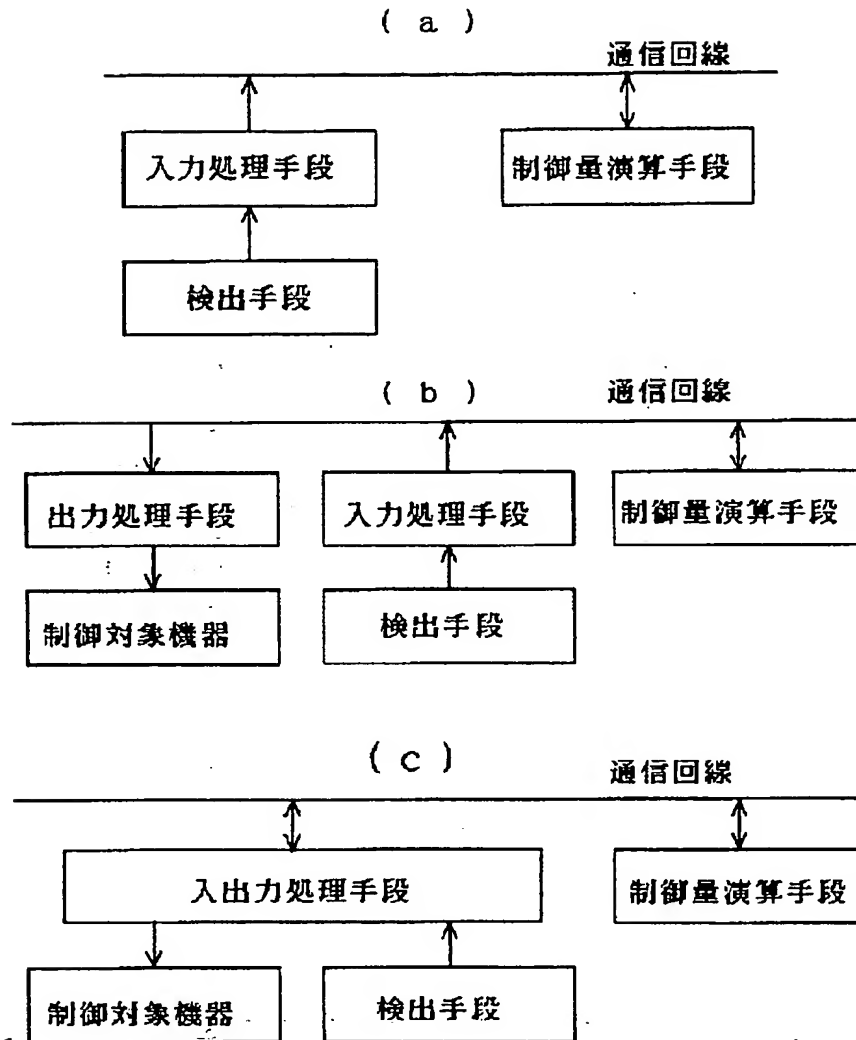 ( a )
通信回線
入力処理手段
制御量演算手段
検出手段
( b )
通信回線
出力処理手段
入力処理手段
制御量演算手段
制御対象機器
検出手段
( c )
通信回線
入出力処理手段
制御量演算手段
制御対象機器
検出手段